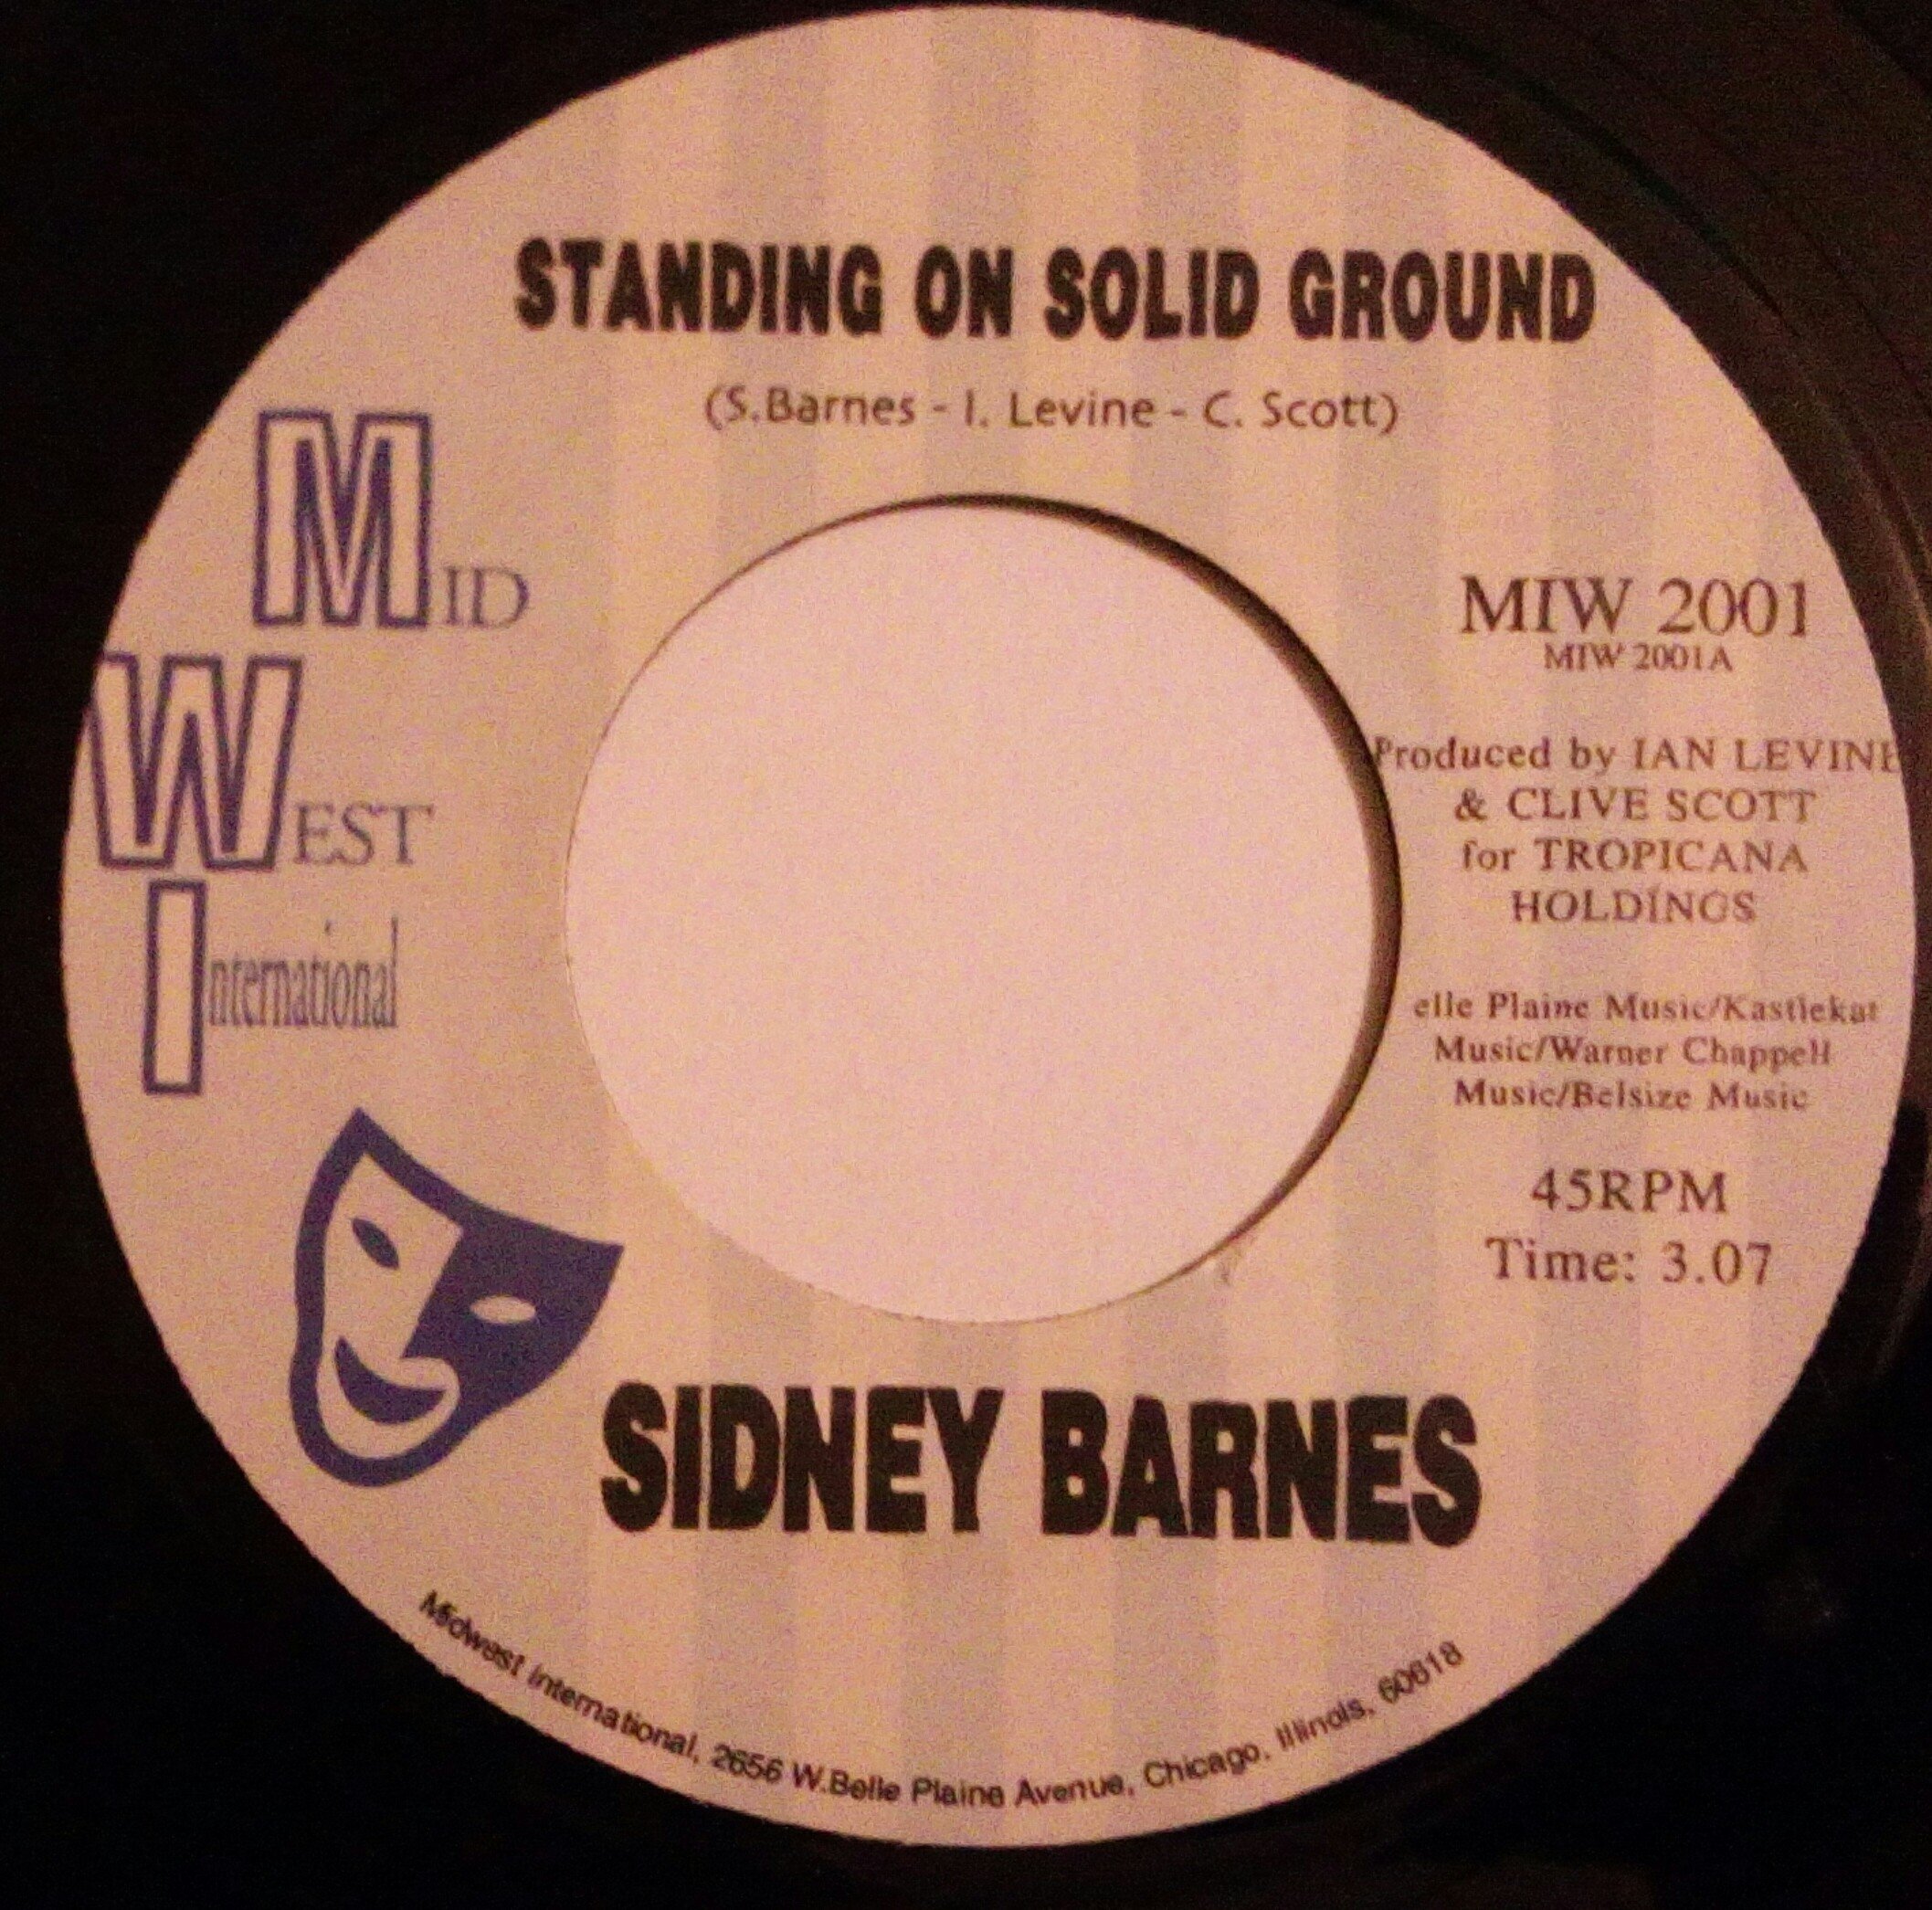 STANDING ON SOLID GROUND
(S.Barnes - I. Levine - C. Scott)
MID
WEST
International
MIW 2001
MIW 2001A
Produced by IAN LEVINE
& CLIVE SCOTT
for TROPICANA
HOLDINGS
elle Plaine Music/Kastlekat
Music/Warner Chappell
Music/Belsize Music
45RPM
Time: 3.07
SIDNEY BARNES
Midwest International, 2656 W.Belle Plaine Avenue, Chicago, Illinois, 60618